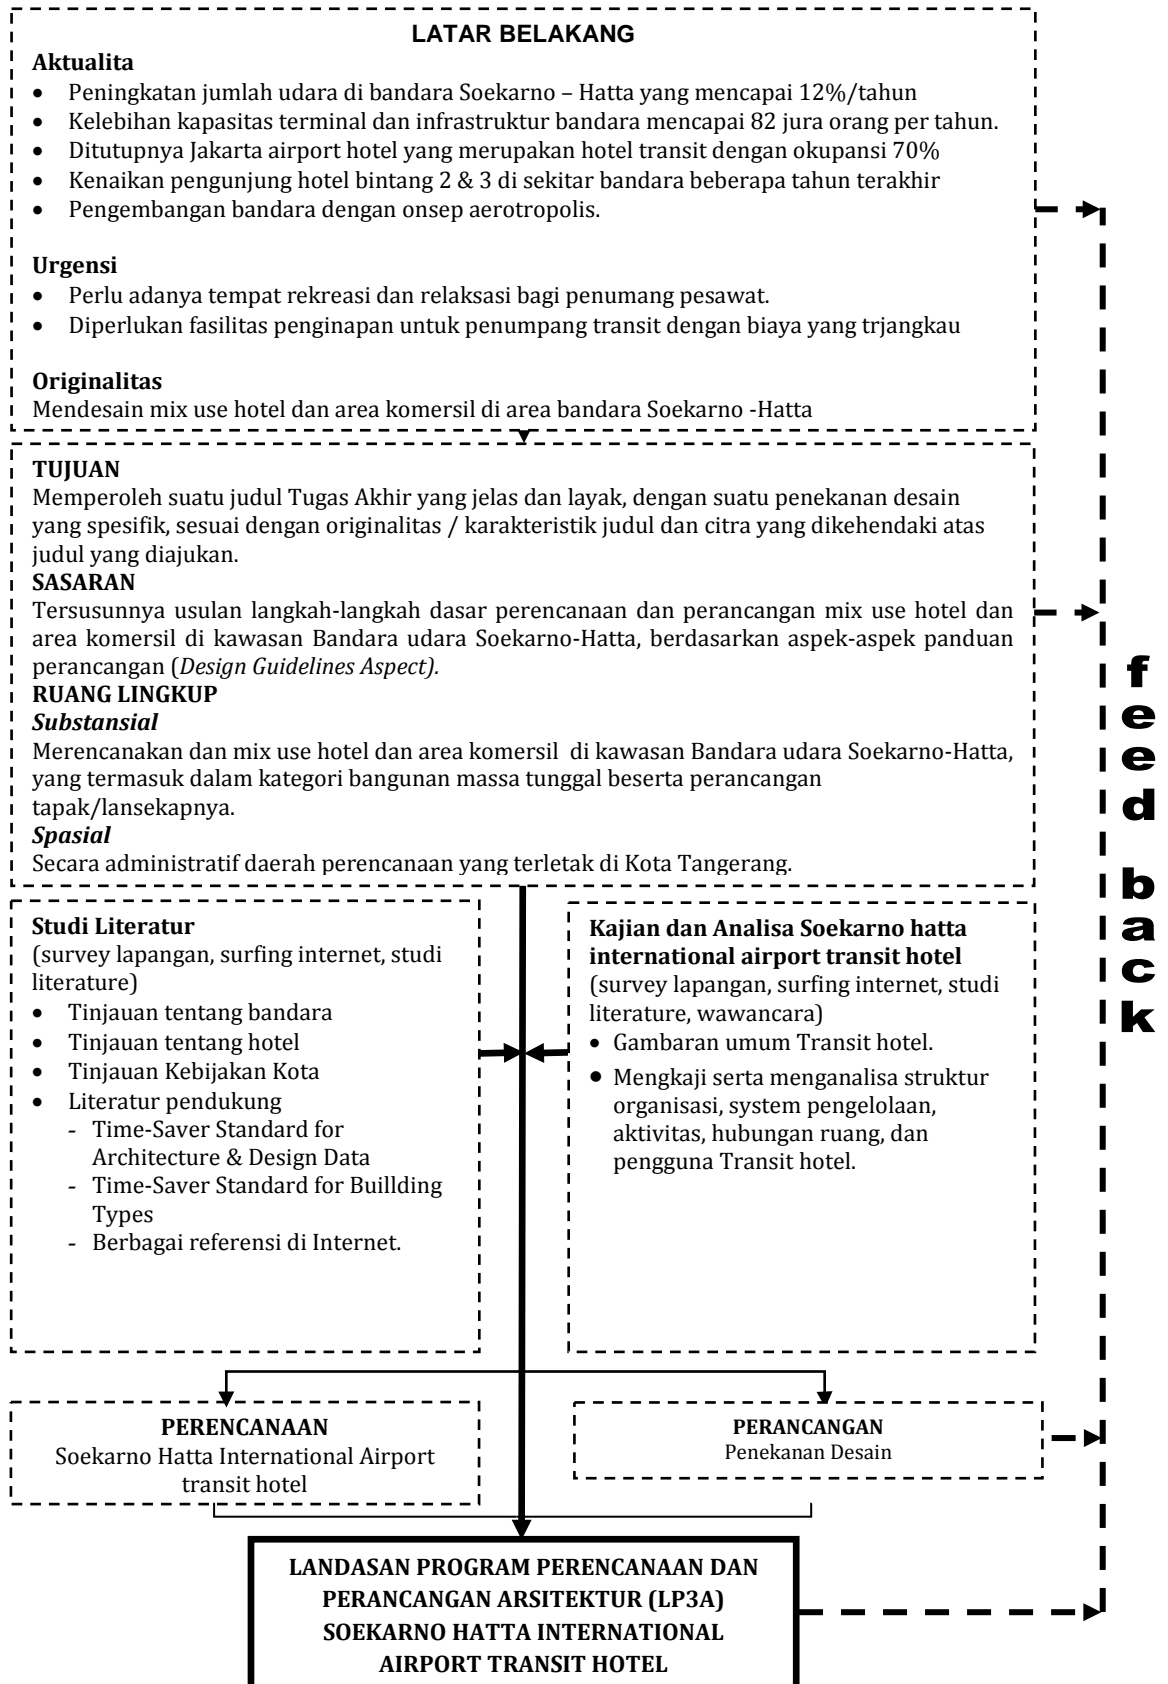 LATAR BELAKANG
Aktualita
• Peningkatan jumlah udara di bandara Soekarno – Hatta yang mencapai 12%/tahun
• Kelebihan kapasitas terminal dan infrastruktur bandara mencapai 82 jura orang per tahun.
• Ditutupnya Jakarta airport hotel yang merupakan hotel transit dengan okupansi 70%
• Kenaikan pengunjung hotel bintang 2 & 3 di sekitar bandara beberapa tahun terakhir
• Pengembangan bandara dengan onsep aerotropolis.
Urgensi
• Perlu adanya tempat rekreasi dan relaksasi bagi penumang pesawat.
• Diperlukan fasilitas penginapan untuk penumpang transit dengan biaya yang trjangkau
Originalitas
Mendesain mix use hotel dan area komersil di area bandara Soekarno -Hatta
TUJUAN
Memperoleh suatu judul Tugas Akhir yang jelas dan layak, dengan suatu penekanan desain
yang spesifik, sesuai dengan originalitas / karakteristik judul dan citra yang dikehendaki atas
judul yang diajukan.
SASARAN
Tersusunnya usulan langkah-langkah dasar perencanaan dan perancangan mix use hotel dan
area komersil di kawasan Bandara udara Soekarno-Hatta, berdasarkan aspek-aspek panduan
perancangan (Design Guidelines Aspect).
RUANG LINGKUP
Substansial
Merencanakan dan mix use hotel dan area komersil di kawasan Bandara udara Soekarno-Hatta,
yang termasuk dalam kategori bangunan massa tunggal beserta perancangan
tapak/lansekapnya.
Spasial
Secara administratif daerah perencanaan yang terletak di Kota Tangerang.
Studi Literatur
(survey lapangan, surfing internet, studi
literature)
• Tinjauan tentang bandara
• Tinjauan tentang hotel
• Tinjauan Kebijakan Kota
• Literatur pendukung
- Time-Saver Standard for
Architecture & Design Data
- Time-Saver Standard for Buillding
Types
- Berbagai referensi di Internet.
Kajian dan Analisa Soekarno hatta
international airport transit hotel
(survey lapangan, surfing internet, studi
literature, wawancara)
• Gambaran umum Transit hotel.
• Mengkaji serta menganalisa struktur
organisasi, system pengelolaan,
aktivitas, hubungan ruang, dan
pengguna Transit hotel.
PERENCANAAN
Soekarno Hatta International Airport
transit hotel
PERANCANGAN
Penekanan Desain
LANDASAN PROGRAM PERENCANAAN DAN
PERANCANGAN ARSITEKTUR (LP3A)
SOEKARNO HATTA INTERNATIONAL
AIRPORT TRANSIT HOTEL
feed back